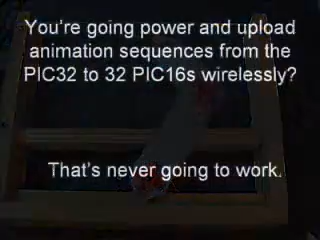 You're going power and upload
animation sequences from the
PIC32 to 32 PIC16s wirelessly?
That's never going to work.